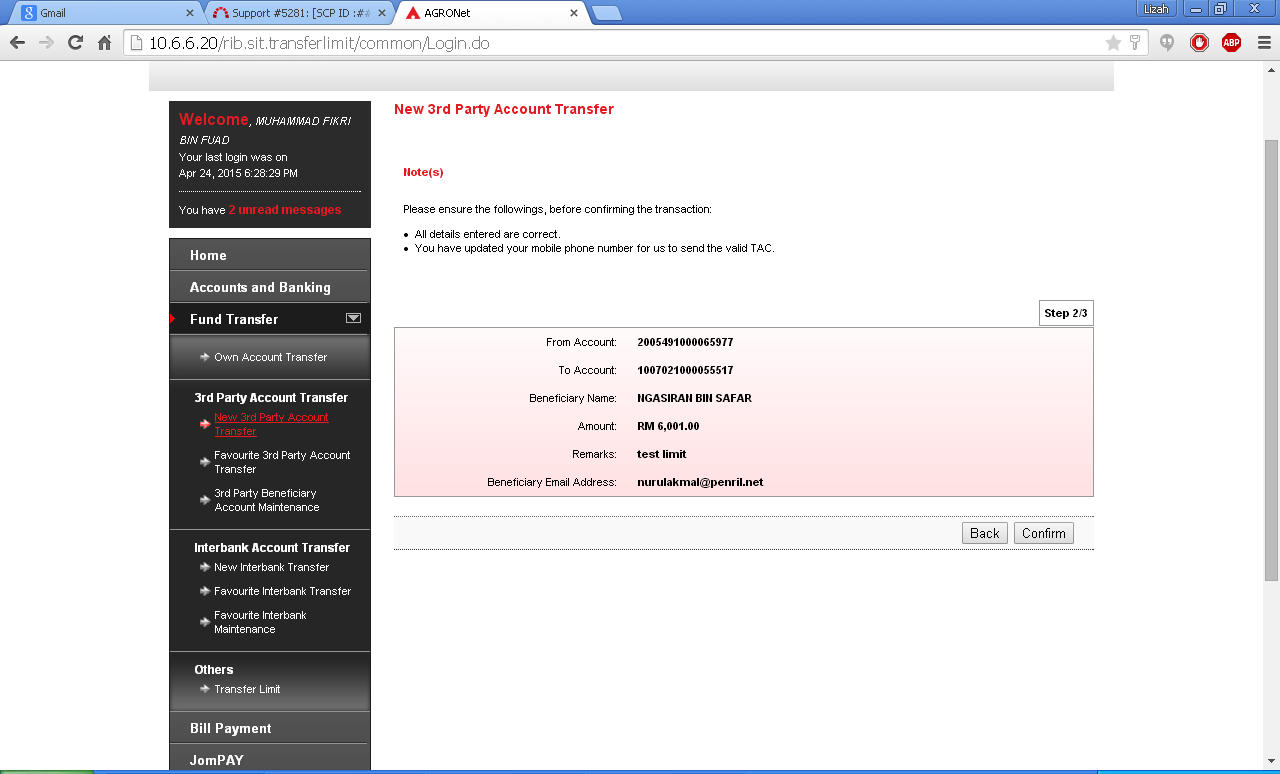 Gmail
Support #5281: [SCP ID :##
AGRONet
Lizah
10.6.6.20/rib.sit.transferlimit/common/Login.do
ABP
Welcome, MUHAMMAD FIKRI
BIN FUAD
Your last login was on
Apr 24, 2015 6:28:29 PM
You have 2 unread messages
Home
Accounts and Banking
Fund Transfer
Own Account Transfer
3rd Party Account Transfer
New 3rd Party Account
Transfer
Favourite 3rd Party Account
Transfer
3rd Party Beneficiary
Account Maintenance
Interbank Account Transfer
New Interbank Transfer
Favourite Interbank Transfer
Favourite Interbank
Maintenance
Others
Transfer Limit
Bill Payment
JomPAY
New 3rd Party Account Transfer
Note(s)
Please ensure the followings, before confirming the transaction:
• All details entered are correct.
• You have updated your mobile phone number for us to send the valid TAC.
Step 2/3
From Account: 2005491000065977
To Account: 1007021000055517
Beneficiary Name: NGASIRAN BIN SAFAR
Amount: RM 6,001.00
Remarks: test limit
Beneficiary Email Address: nurulakmal@penril.net
Back Confirm